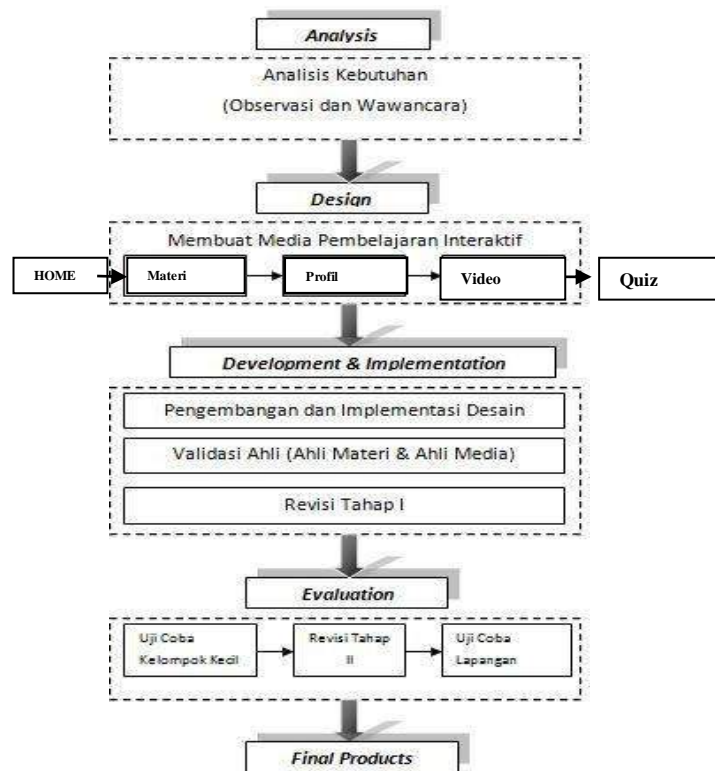 Analysis
Analisis Kebutuhan
(Observasi dan Wawancara)
Design
Membuat Media Pembelajaran Interaktif
HOME
Materi
Profil
Video
Quiz
Development & Implementation
Pengembangan dan Implementasi Desain
Validasi Ahli (Ahli Materi & Ahli Media)
Revisi Tahap I
Evaluation
Uji Coba
Kelompok Kecil
Revisi Tahap
II
Uji Coba
Lapangan
Final Products